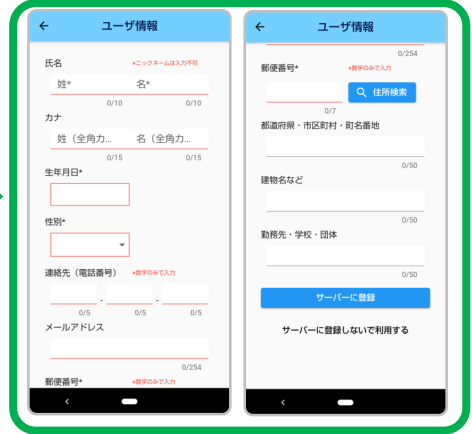 ユーザ情報
氏名 *ニックネームは入力不可
姓* 名*
0/10 0/10
カナ
姓（全角カ... 名（全角カ...
0/15 0/15
生年月日*
性別*
連絡先（電話番号） *数字のみで入力
- -
0/5 0/5 0/5
メールアドレス
0/254
郵便番号* *数字のみで入力
ユーザ情報
0/254
郵便番号* *数字のみで入力
住所検索
0/7
都道府県・市区町村・町名番地
0/50
建物名など
0/50
勤務先・学校・団体
0/50
サーバーに登録
サーバーに登録しないで利用する